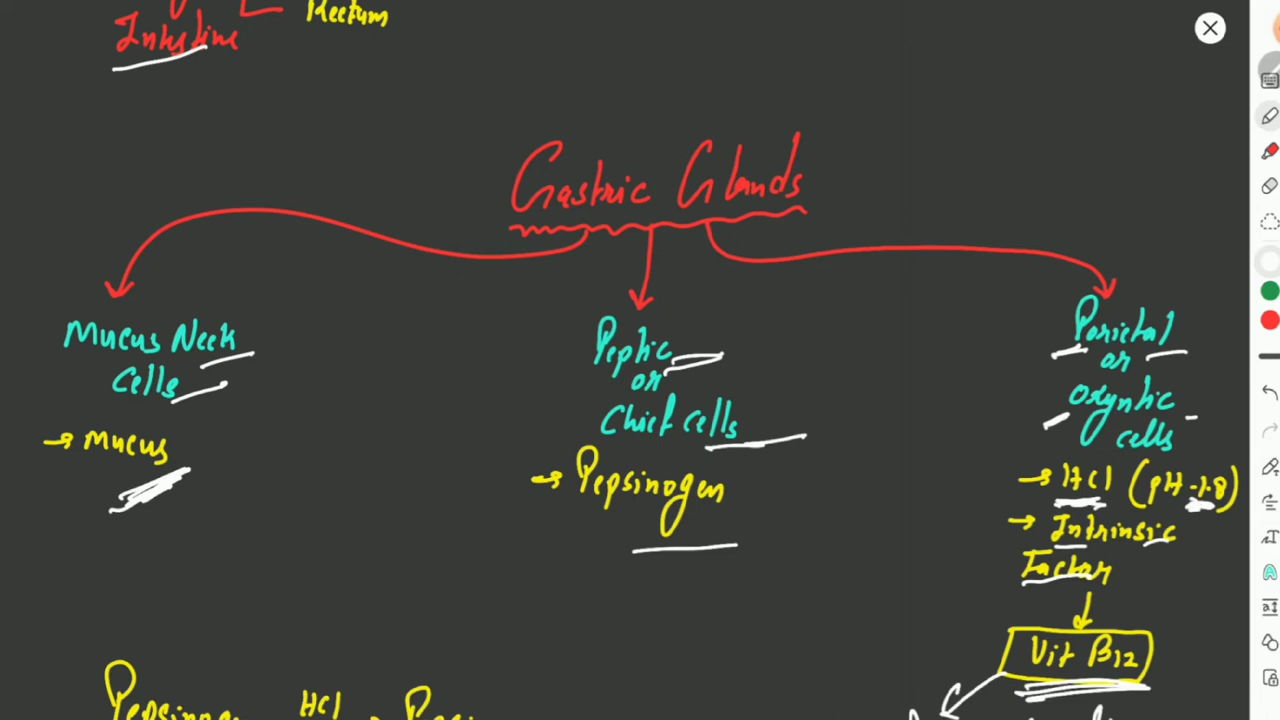 Rectum
Intestine
Gastric Glands
Mucus Neck
Cells
→ Mucus
Peptic
or
Chief cells
→ Pepsinogen
Parietal
or
Oxyntic
cells
→ HCl (pH-1.8)
→ Intrinsic
Factor
Vit B12
HCl